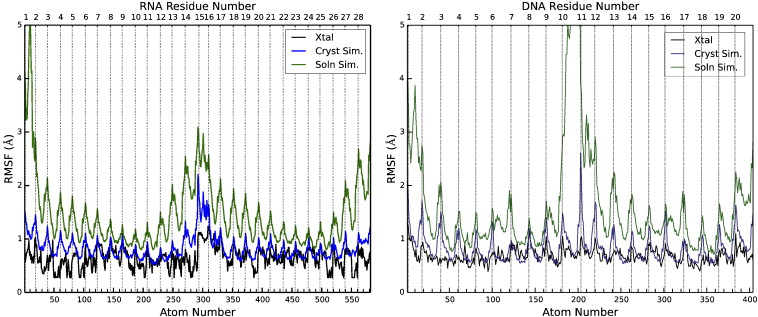 RNA Residue Number
1 2 3 4 5 6 7 8 9 10 11 12 13 14 15 16 17 18 19 20 21 22 23 24 25 26 27 28
5
4
3
2
1
0
RMSF (Å)
Xtal
Cryst Sim.
Soln Sim.
50 100 150 200 250 300 350 400 450 500 550
Atom Number
DNA Residue Number
1 2 3 4 5 6 7 8 9 10 11 12 13 14 15 16 17 18 19 20
5
4
3
2
1
0
RMSF (Å)
Xtal
Cryst Sim.
Soln Sim.
50 100 150 200 250 300 350 400
Atom Number